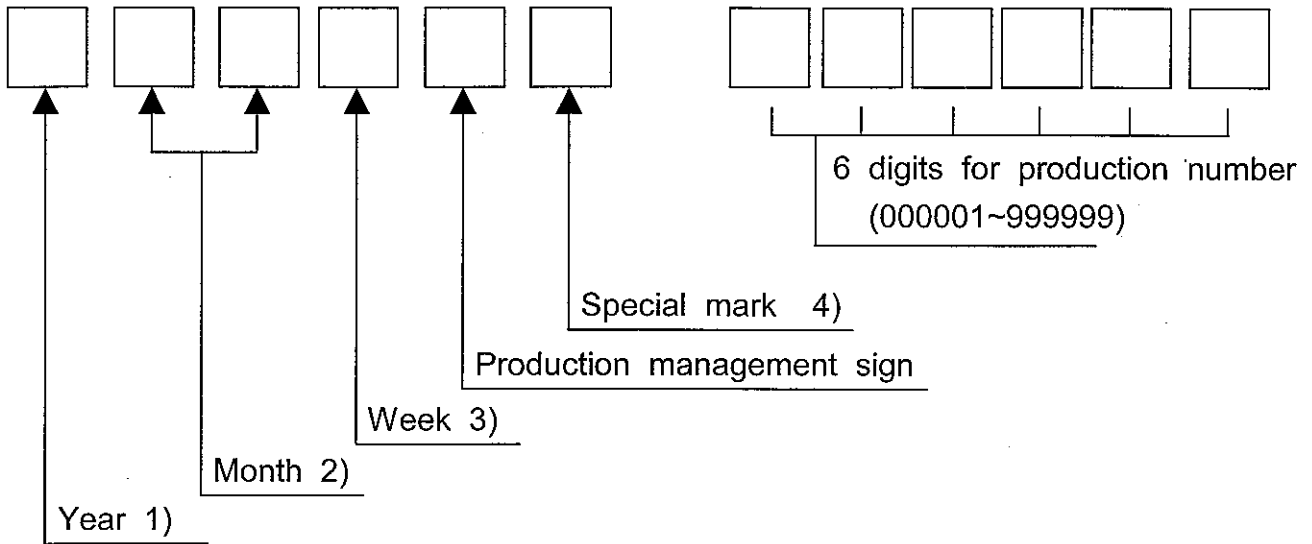 6 digits for production number
(000001~999999)
Special mark 4)
Production management sign
Week 3)
Month 2)
Year 1)